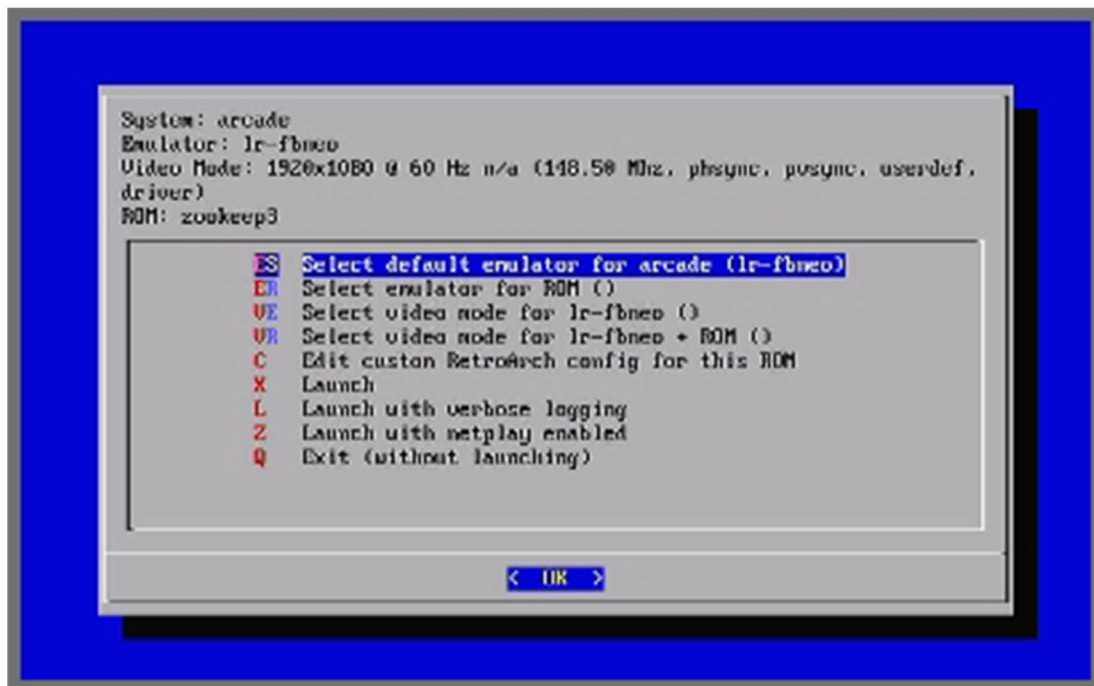 System: arcade
Emulator: lr-fbneo
Video Mode: 1920x1080 @ 60 Hz n/a (148.50 Mhz, phsync, pvsync, userdef,
driver)
ROM: zookeep3
ES Select default emulator for arcade (lr-fbneo)
ER Select emulator for ROM ()
VE Select video mode for lr-fbneo ()
VR Select video mode for lr-fbneo + ROM ()
C Edit custom RetroArch config for this ROM
X Launch
L Launch with verbose logging
Z Launch with netplay enabled
Q Exit (without launching)
< OK >